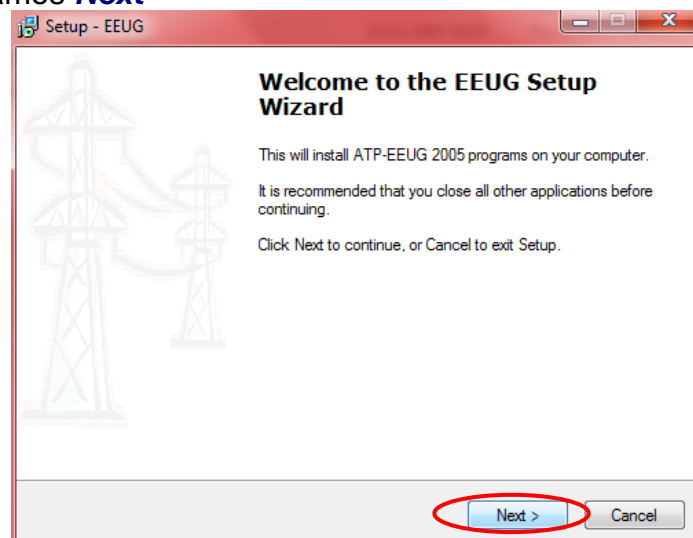 Next
Setup - EEUG
Welcome to the EEUG Setup
Wizard
This will install ATP-EEUG 2005 programs on your computer.
It is recommended that you close all other applications before
continuing.
Click Next to continue, or Cancel to exit Setup.
Next >
Cancel